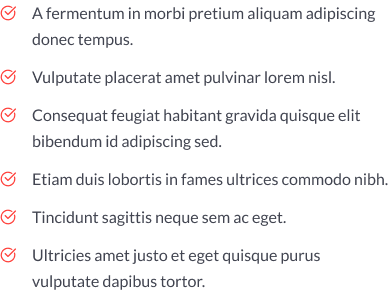 A fermentum in morbi pretium aliquam adipiscing
donec tempus.
Vulputate placerat amet pulvinar lorem nisl.
Consequat feugiat habitant gravida quisque elit
bibendum id adipiscing sed.
Etiam duis lobortis in fames ultrices commodo nibh.
Tincidunt sagittis neque sem ac eget.
Ultricies amet justo et eget quisque purus
vulputate dapibus tortor.